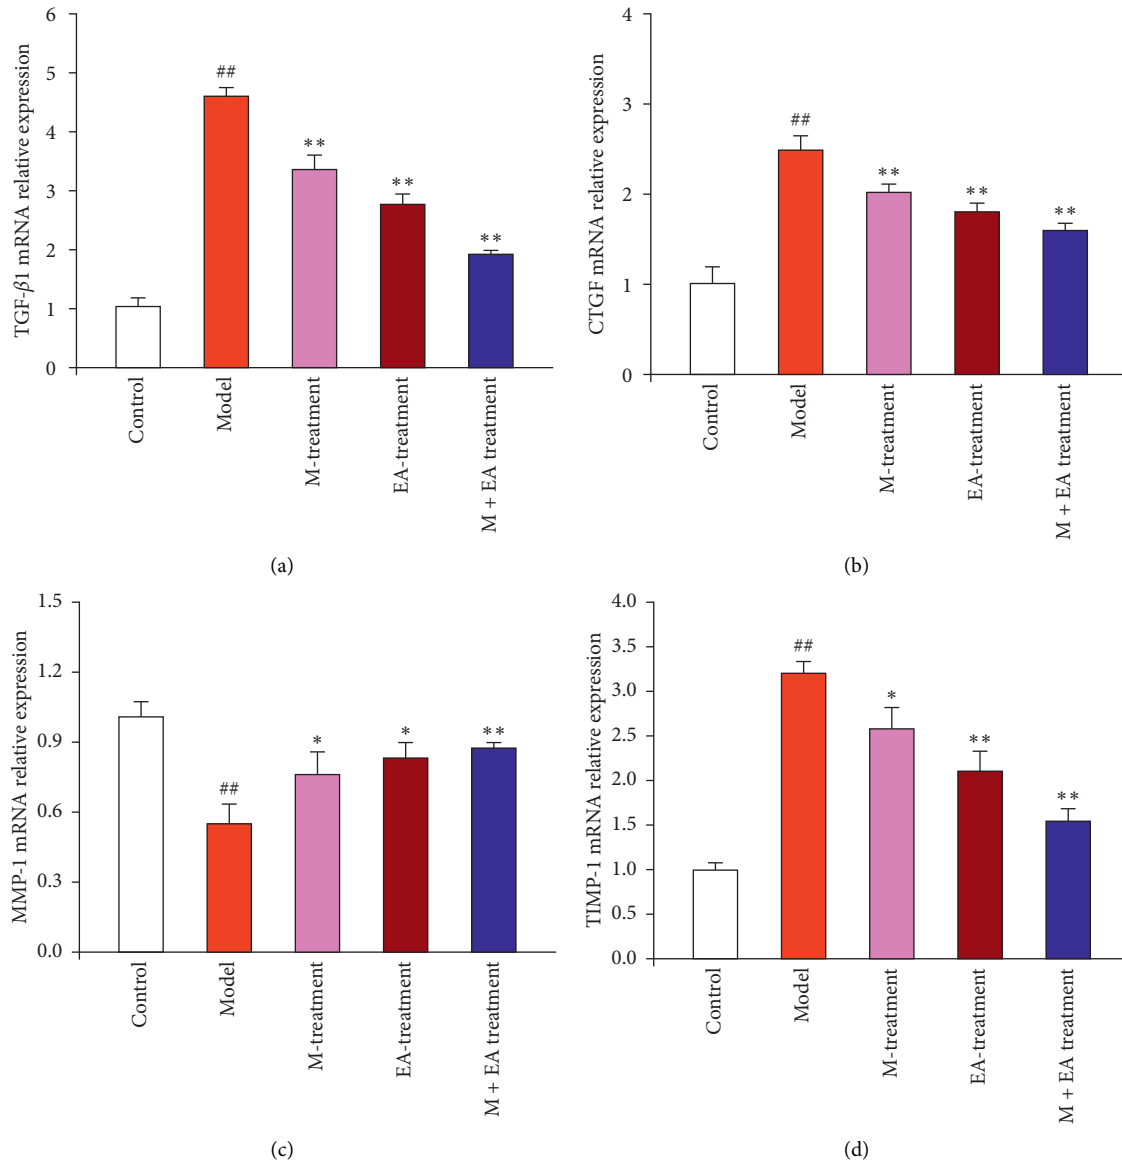 TGF-β1 mRNA relative expression
6
5
4
3
2
1
0
##
**
**
**
Control
Model
M-treatment
EA-treatment
M + EA treatment
(a)
CTGF mRNA relative expression
4
3
2
1
0
##
**
**
**
Control
Model
M-treatment
EA-treatment
M + EA treatment
(b)
MMP-1 mRNA relative expression
1.5
1.2
0.9
0.6
0.3
0.0
##
*
*
**
Control
Model
M-treatment
EA-treatment
M + EA treatment
(c)
TIMP-1 mRNA relative expression
4.0
3.5
3.0
2.5
2.0
1.5
1.0
0.5
0.0
##
*
**
**
Control
Model
M-treatment
EA-treatment
M + EA treatment
(d)